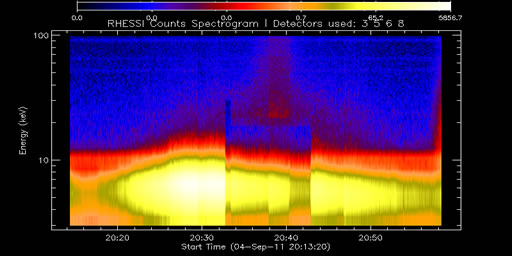 0.0 0.0 0.0 0.7 65.2 5856.7
RHESSI Counts Spectrogram | Detectors used: 3 5 6 8
100
Energy (keV)
10
20:20 20:30 20:40 20:50
Start Time (04-Sep-11 20:13:20)